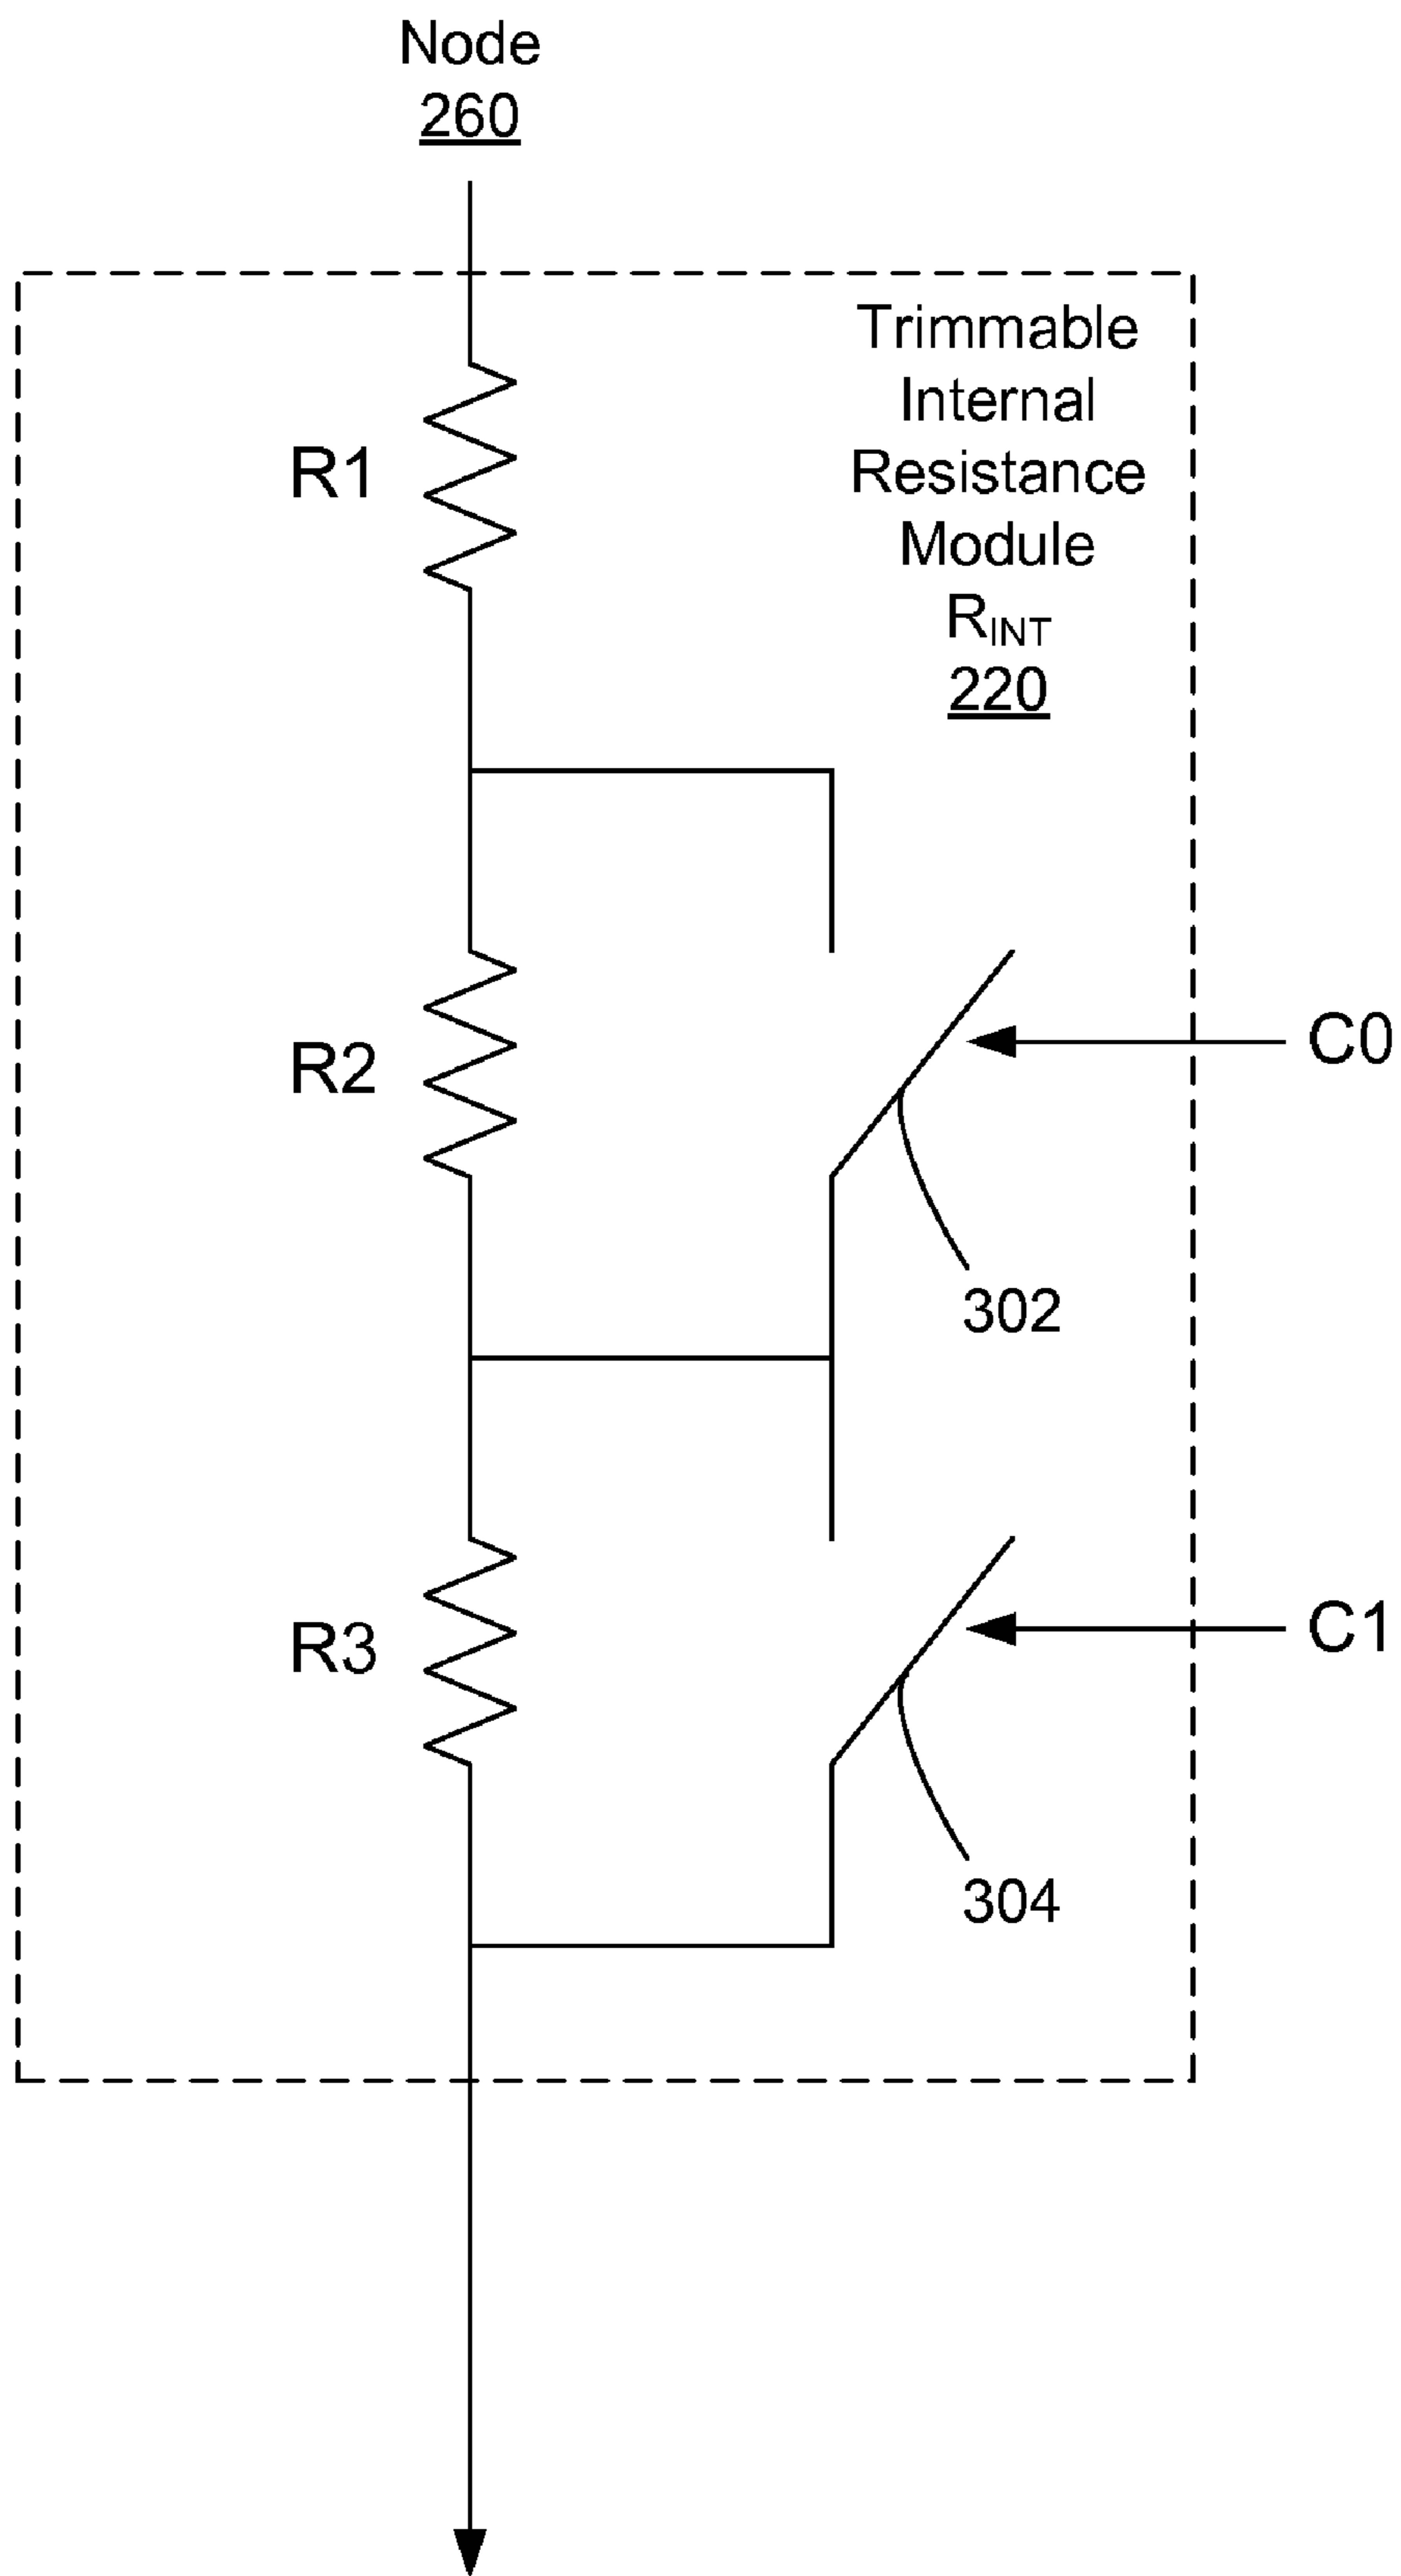 Node
260
Trimmable
Internal
Resistance
Module
RINT
220
R1
R2
C0
302
R3
C1
304